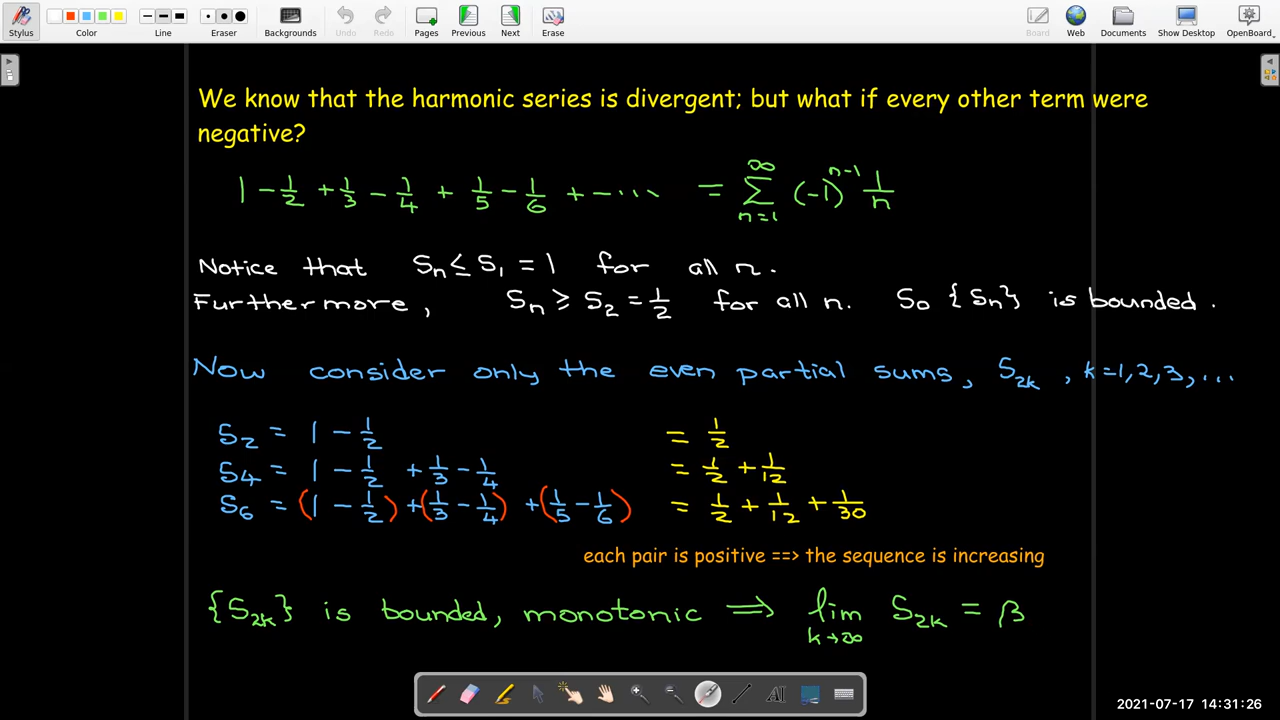 Stylus Color Line Eraser Backgrounds Undo Redo Pages Previous Next Erase Board Web Documents Show Desktop OpenBoard
We know that the harmonic series is divergent; but what if every other term were
negative?
1 - 1/2 + 1/3 - 1/4 + 1/5 - 1/6 + - ... = ∑_{n=1}^{∞} (-1)^{n-1} 1/n
Notice that S_n ≤ S_1 = 1 for all n.
Furthermore, S_n ≥ S_2 = 1/2 for all n. So {S_n} is bounded.
Now consider only the even partial sums, S_{2k}, k=1,2,3,...
S_2 = 1 - 1/2 = 1/2
S_4 = 1 - 1/2 + 1/3 - 1/4 = 1/2 + 1/12
S_6 = (1 - 1/2) + (1/3 - 1/4) + (1/5 - 1/6) = 1/2 + 1/12 + 1/30
each pair is positive ==> the sequence is increasing
{S_{2k}} is bounded, monotonic ⟹ lim_{k→∞} S_{2k} = β
AI
2021-07-17 14:31:26